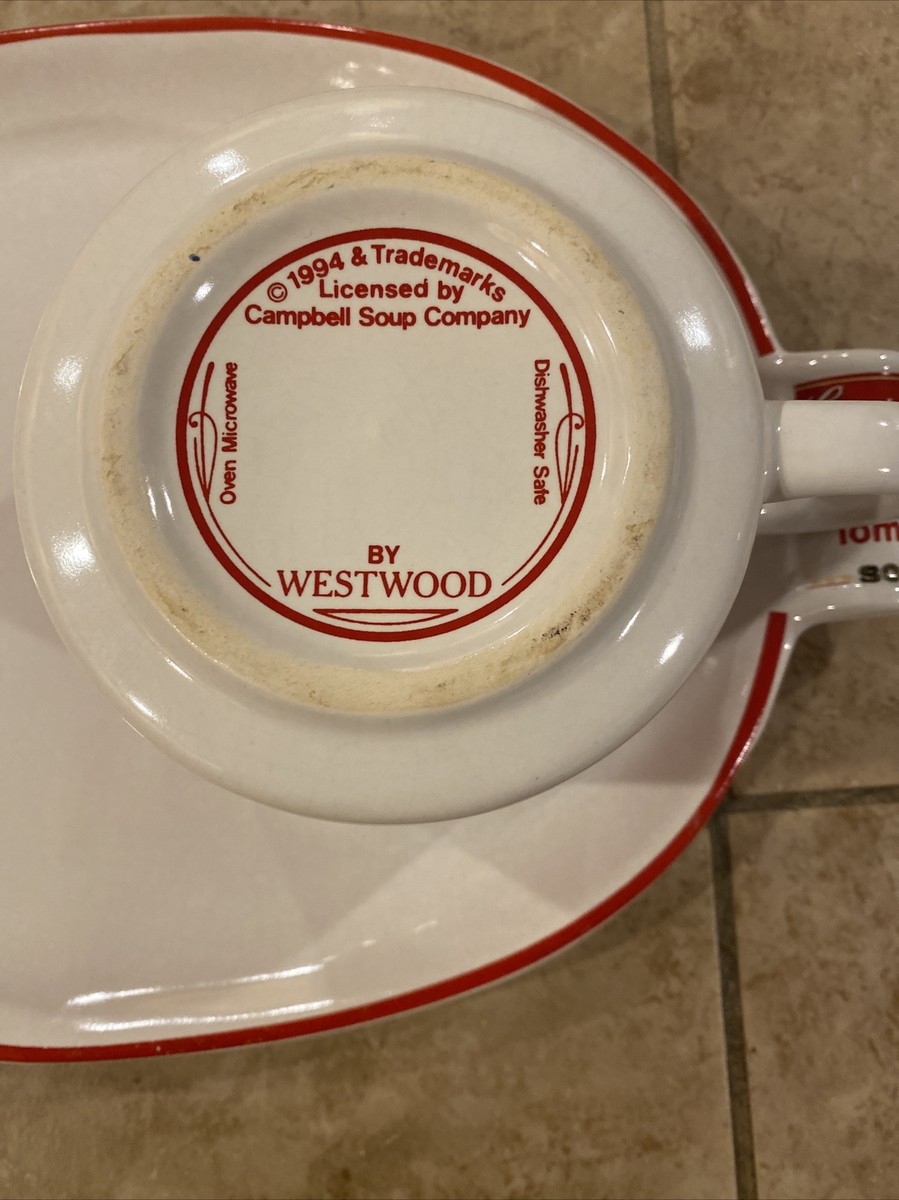 © 1994 & Trademarks
Licensed by
Campbell Soup Company
Oven Microwave
Dishwasher Safe
BY
WESTWOOD